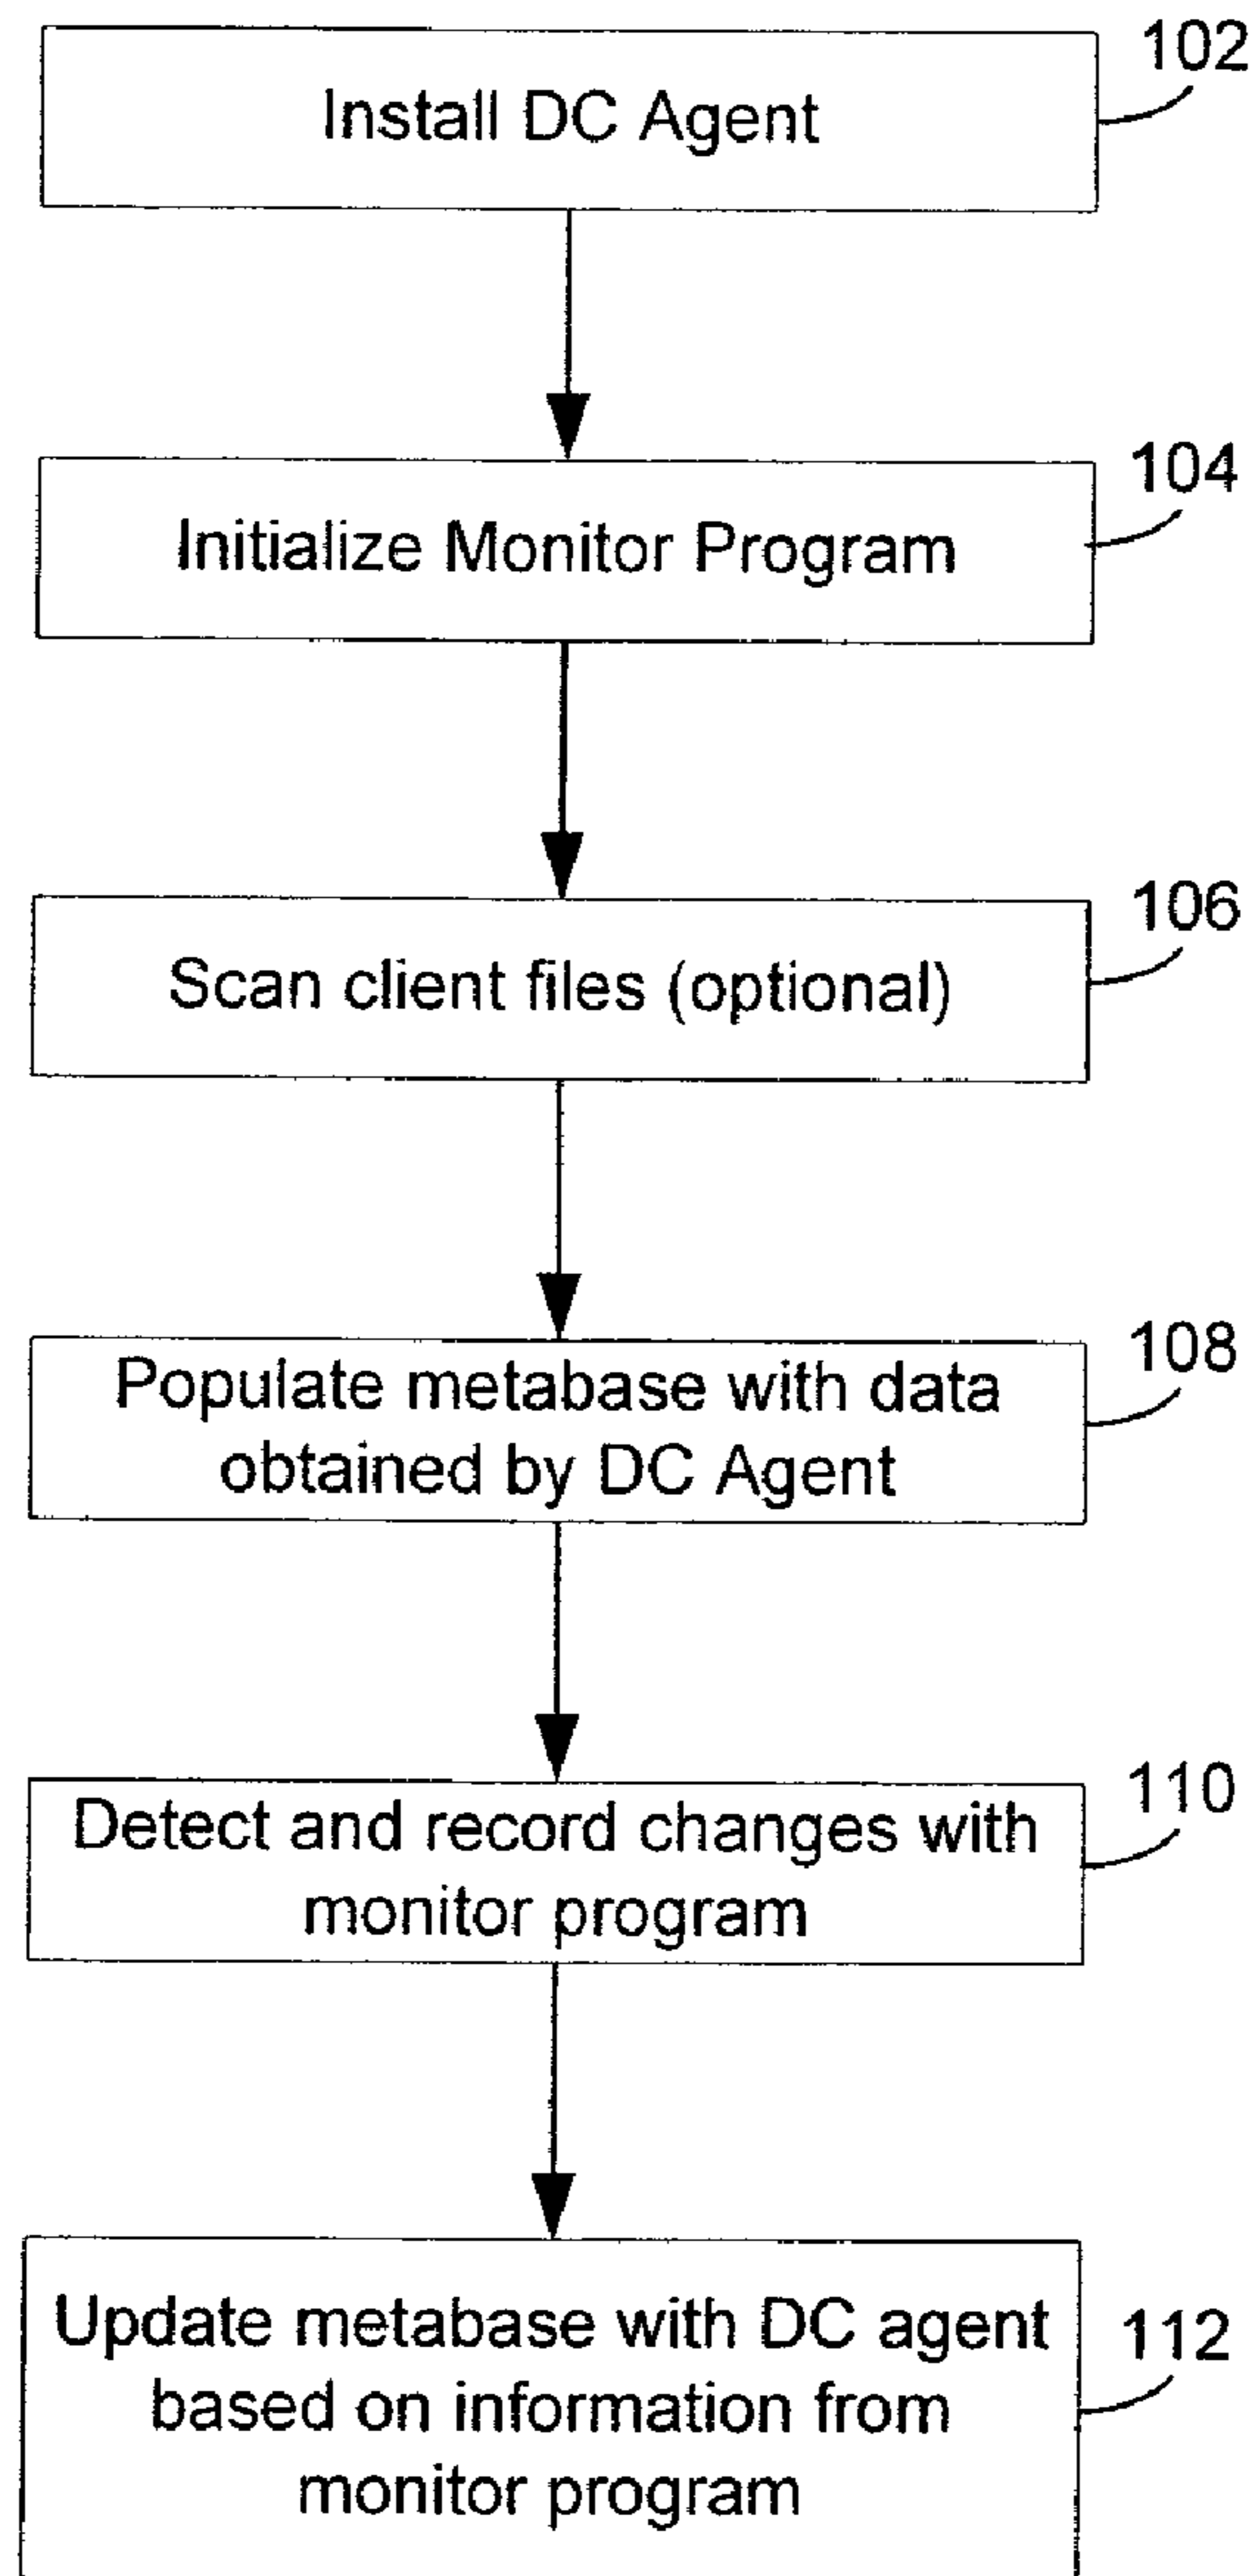 102
Install DC Agent
104
Initialize Monitor Program
106
Scan client files (optional)
108
Populate metabase with data
obtained by DC Agent
110
Detect and record changes with
monitor program
112
Update metabase with DC agent
based on information from
monitor program